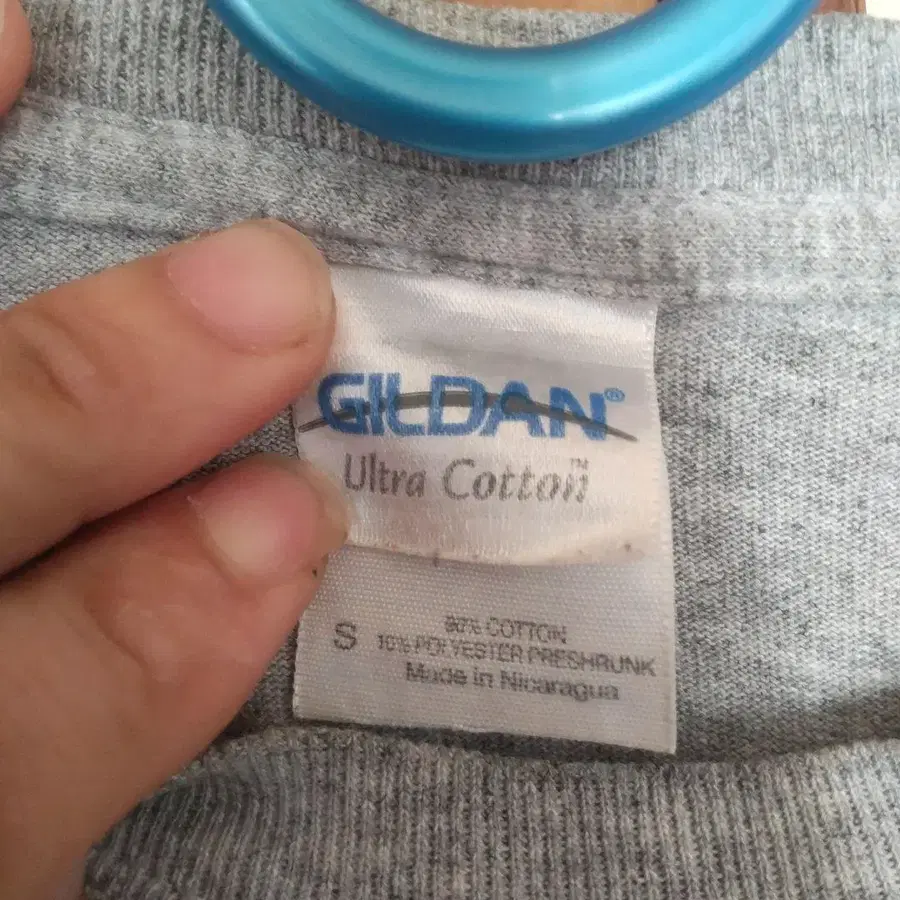 GILDAN®
Ultra Cotton™
S
90% COTTON
10% POLYESTER PRESHRUNK
Made in Nicaragua